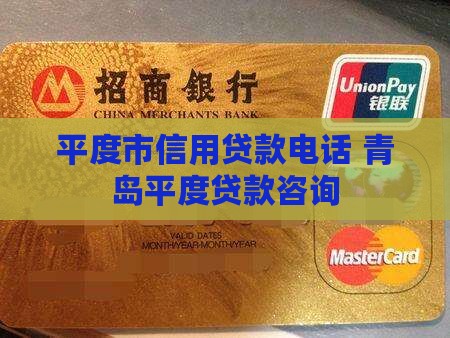 招商銀行
CHINA MERCHANTS BANK
UnionPay
银联
平度市信用贷款电话 青
岛平度贷款咨询
VALID DATES
MONTH/YEAR-MONTH/YEAR
MasterCard